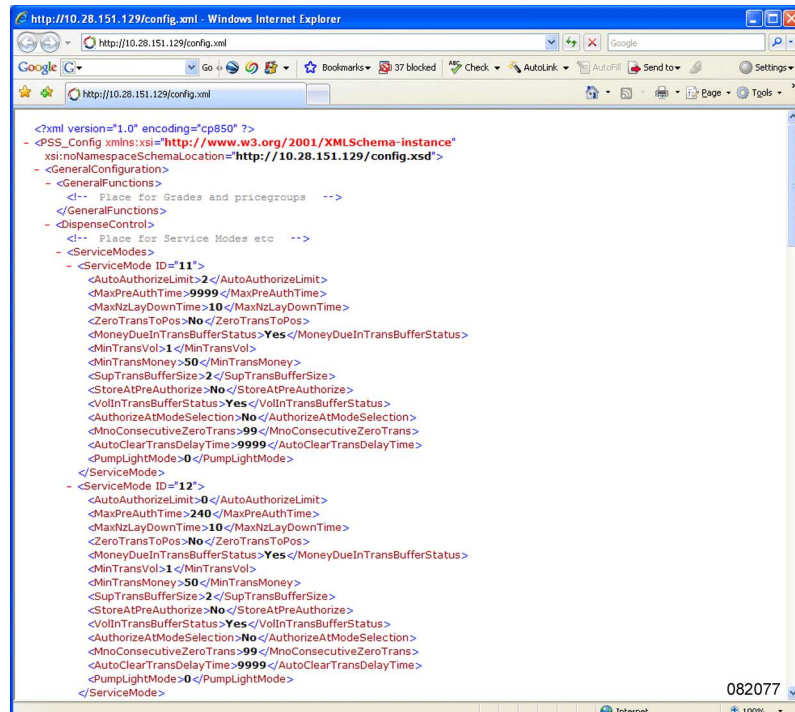 http://10.28.151.129/config.xml - Windows Internet Explorer
http://10.28.151.129/config.xml
Google
Google G Go Bookmarks 37 blocked ABC Check AutoLink AutoFill Send to Settings
http://10.28.151.129/config.xml Page Tools
<?xml version="1.0" encoding="cp850" ?>
- <PSS_Config xmlns:xsi="http://www.w3.org/2001/XMLSchema-instance"
xsi:noNamespaceSchemaLocation="http://10.28.151.129/config.xsd">
- <GeneralConfiguration>
- <GeneralFunctions>
<!-- Place for Grades and pricegroups -->
</GeneralFunctions>
- <DispenseControl>
<!-- Place for Service Modes etc -->
- <ServiceModes>
- <ServiceMode ID="11">
<AutoAuthorizeLimit>2</AutoAuthorizeLimit>
<MaxPreAuthTime>9999</MaxPreAuthTime>
<MaxNzLayDownTime>10</MaxNzLayDownTime>
<ZeroTransToPos>No</ZeroTransToPos>
<MoneyDueInTransBufferStatus>Yes</MoneyDueInTransBufferStatus>
<MinTransVol>1</MinTransVol>
<MinTransMoney>50</MinTransMoney>
<SupTransBufferSize>2</SupTransBufferSize>
<StoreAtPreAuthorize>No</StoreAtPreAuthorize>
<VolInTransBufferStatus>Yes</VolInTransBufferStatus>
<AuthorizeAtModeSelection>No</AuthorizeAtModeSelection>
<MnoConsecutiveZeroTrans>99</MnoConsecutiveZeroTrans>
<AutoClearTransDelayTime>9999</AutoClearTransDelayTime>
<PumpLightMode>0</PumpLightMode>
</ServiceMode>
- <ServiceMode ID="12">
<AutoAuthorizeLimit>0</AutoAuthorizeLimit>
<MaxPreAuthTime>240</MaxPreAuthTime>
<MaxNzLayDownTime>10</MaxNzLayDownTime>
<ZeroTransToPos>No</ZeroTransToPos>
<MoneyDueInTransBufferStatus>Yes</MoneyDueInTransBufferStatus>
<MinTransVol>1</MinTransVol>
<MinTransMoney>50</MinTransMoney>
<SupTransBufferSize>2</SupTransBufferSize>
<StoreAtPreAuthorize>No</StoreAtPreAuthorize>
<VolInTransBufferStatus>Yes</VolInTransBufferStatus>
<AuthorizeAtModeSelection>No</AuthorizeAtModeSelection>
<MnoConsecutiveZeroTrans>99</MnoConsecutiveZeroTrans>
<AutoClearTransDelayTime>9999</AutoClearTransDelayTime>
<PumpLightMode>0</PumpLightMode>
</ServiceMode>
082077
Internet 100%